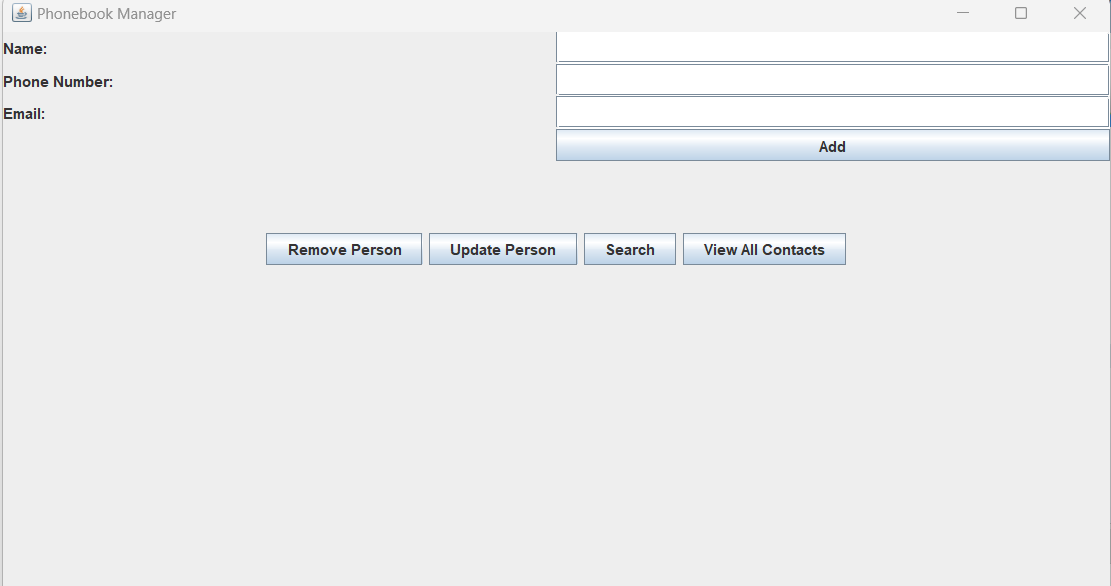 Phonebook Manager
Name:
Phone Number:
Email:
Add
Remove Person Update Person Search View All Contacts